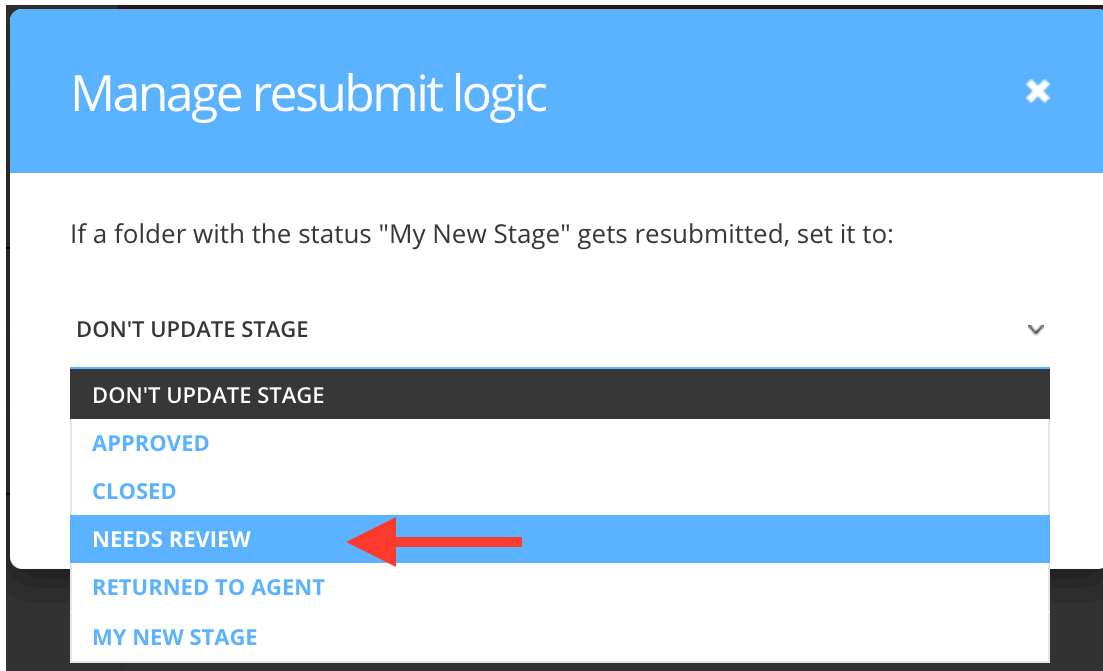 Manage resubmit logic
If a folder with the status "My New Stage" gets resubmitted, set it to:
DON'T UPDATE STAGE
DON'T UPDATE STAGE
APPROVED
CLOSED
NEEDS REVIEW
RETURNED TO AGENT
MY NEW STAGE